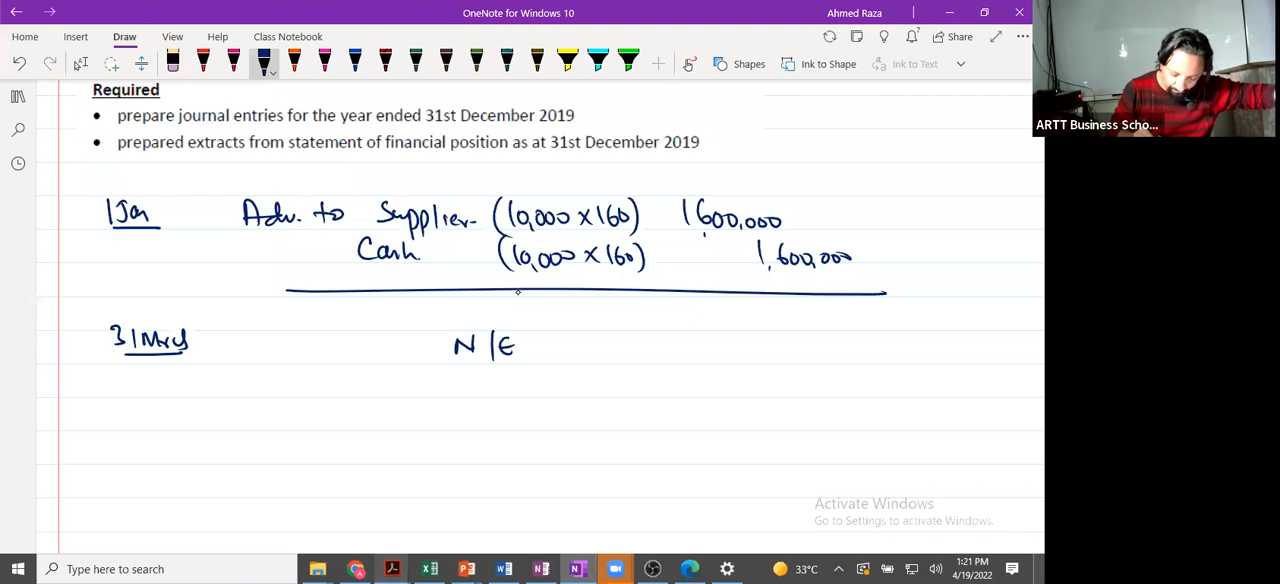 OneNote for Windows 10
Ahmed Raza
Home Insert Draw View Help Class Notebook
Share
Shapes Ink to Shape Ink to Text
ARTT Business Scho...
Required
• prepare journal entries for the year ended 31st December 2019
• prepared extracts from statement of financial position as at 31st December 2019
1 Jan Adv. to Supplier (10,000 x 160) 1,600,000
Cash (10,000 x 160) 1,600,000
31 N/E
Activate Windows
Go to Settings to activate Windows.
Type here to search
33°C
1:21 PM
4/19/2022